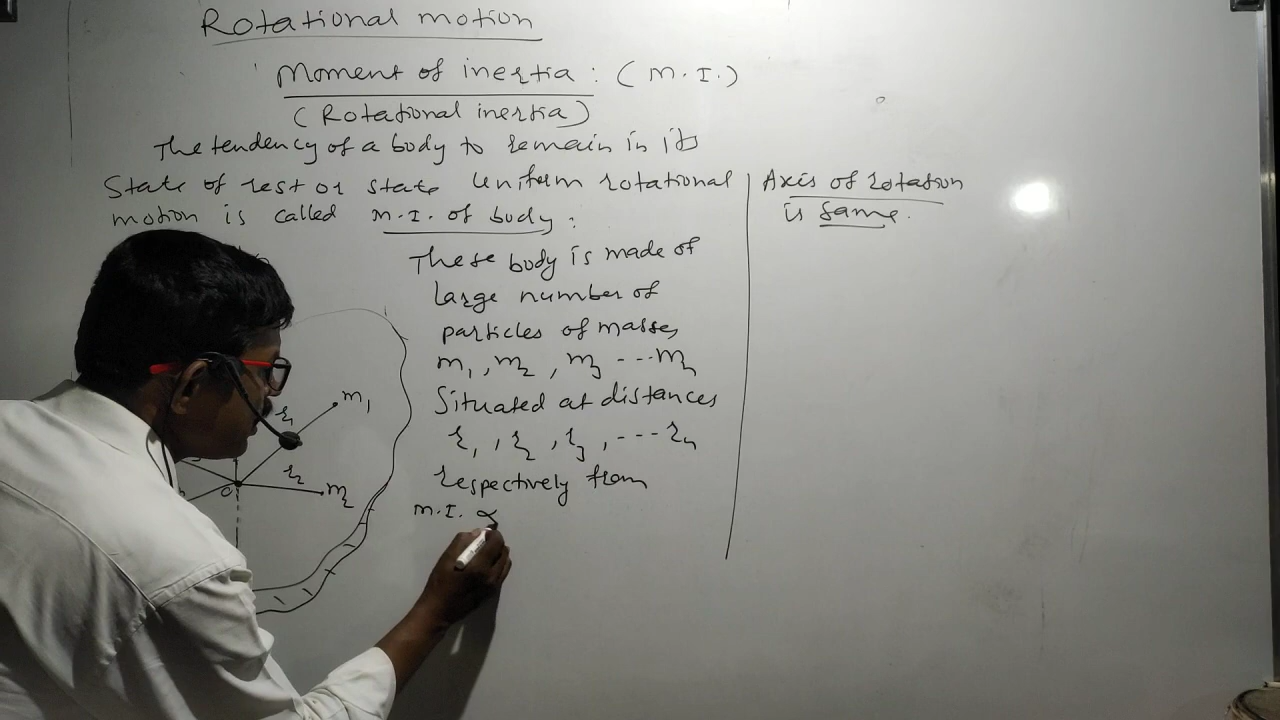 Rotational motion
Moment of inertia : (M.I.)
(Rotational inertia)
The tendency of a body to remain in its
State of rest or state Uniform rotational
motion is called M.I. of body :
These body is made of
large number of
particles of masses
m₁, m₂, m₃ ---m₂
Situated at distances
r₁, r₂, r₃, ---rₙ
respectively from
M.I. ∝
Axis of rotation
is same.
r₁
m₁
r₂
m₂
O